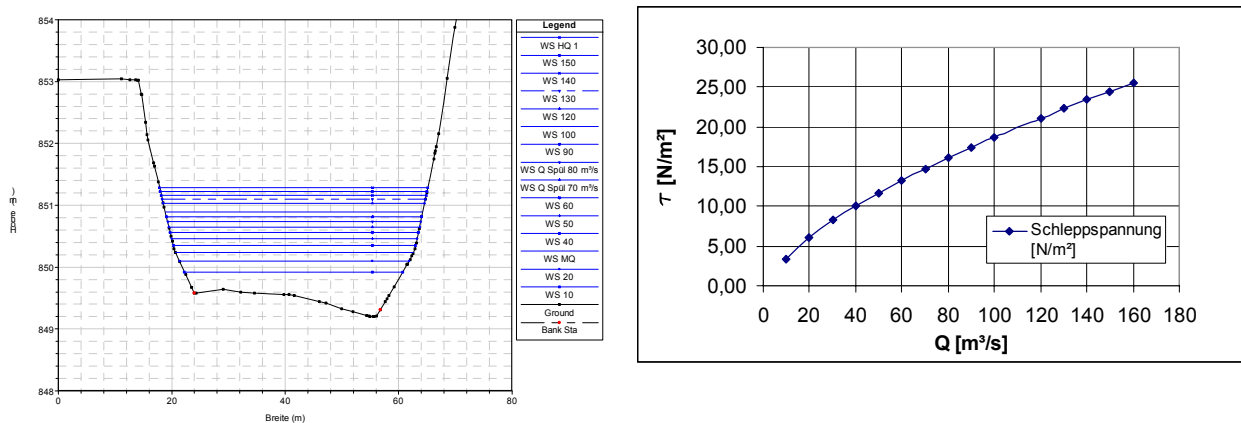 854
853
852
851
850
849
848
0 20 40 60 80
Breite (m)
Legend
WS HQ 1
WS 150
WS 140
WS 130
WS 120
WS 100
WS 90
WS Q Spül 80 m³/s
WS Q Spül 70 m³/s
WS 60
WS 50
WS 40
WS MQ
WS 20
WS 10
Ground
Bank Sta
30,00
25,00
20,00
15,00
10,00
5,00
0,00
τ [N/m²]
Schleppspannung
[N/m²]
0 20 40 60 80 100 120 140 160 180
Q [m³/s]